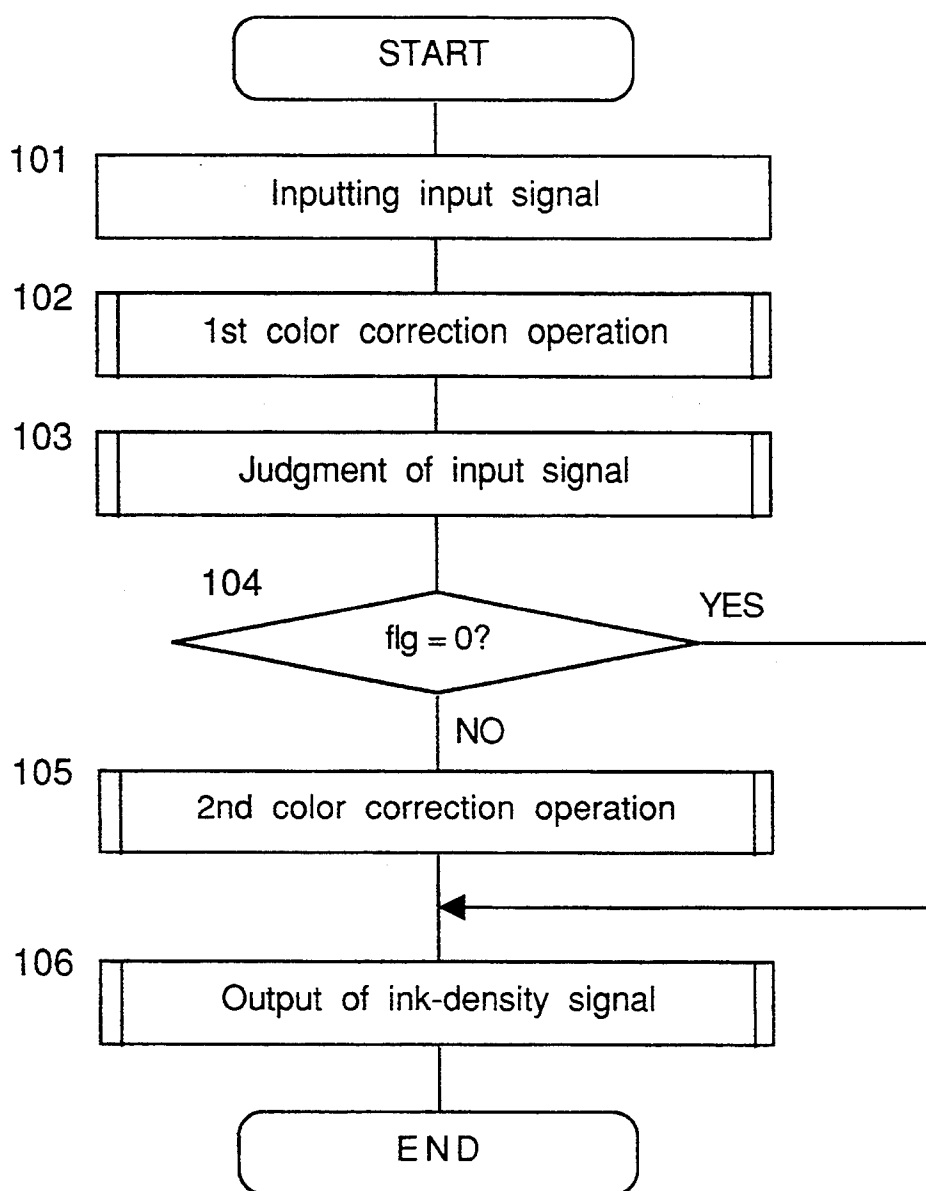 START
101
Inputting input signal
102
1st color correction operation
103
Judgment of input signal
104
flg = 0?
YES
NO
105
2nd color correction operation
106
Output of ink-density signal
END